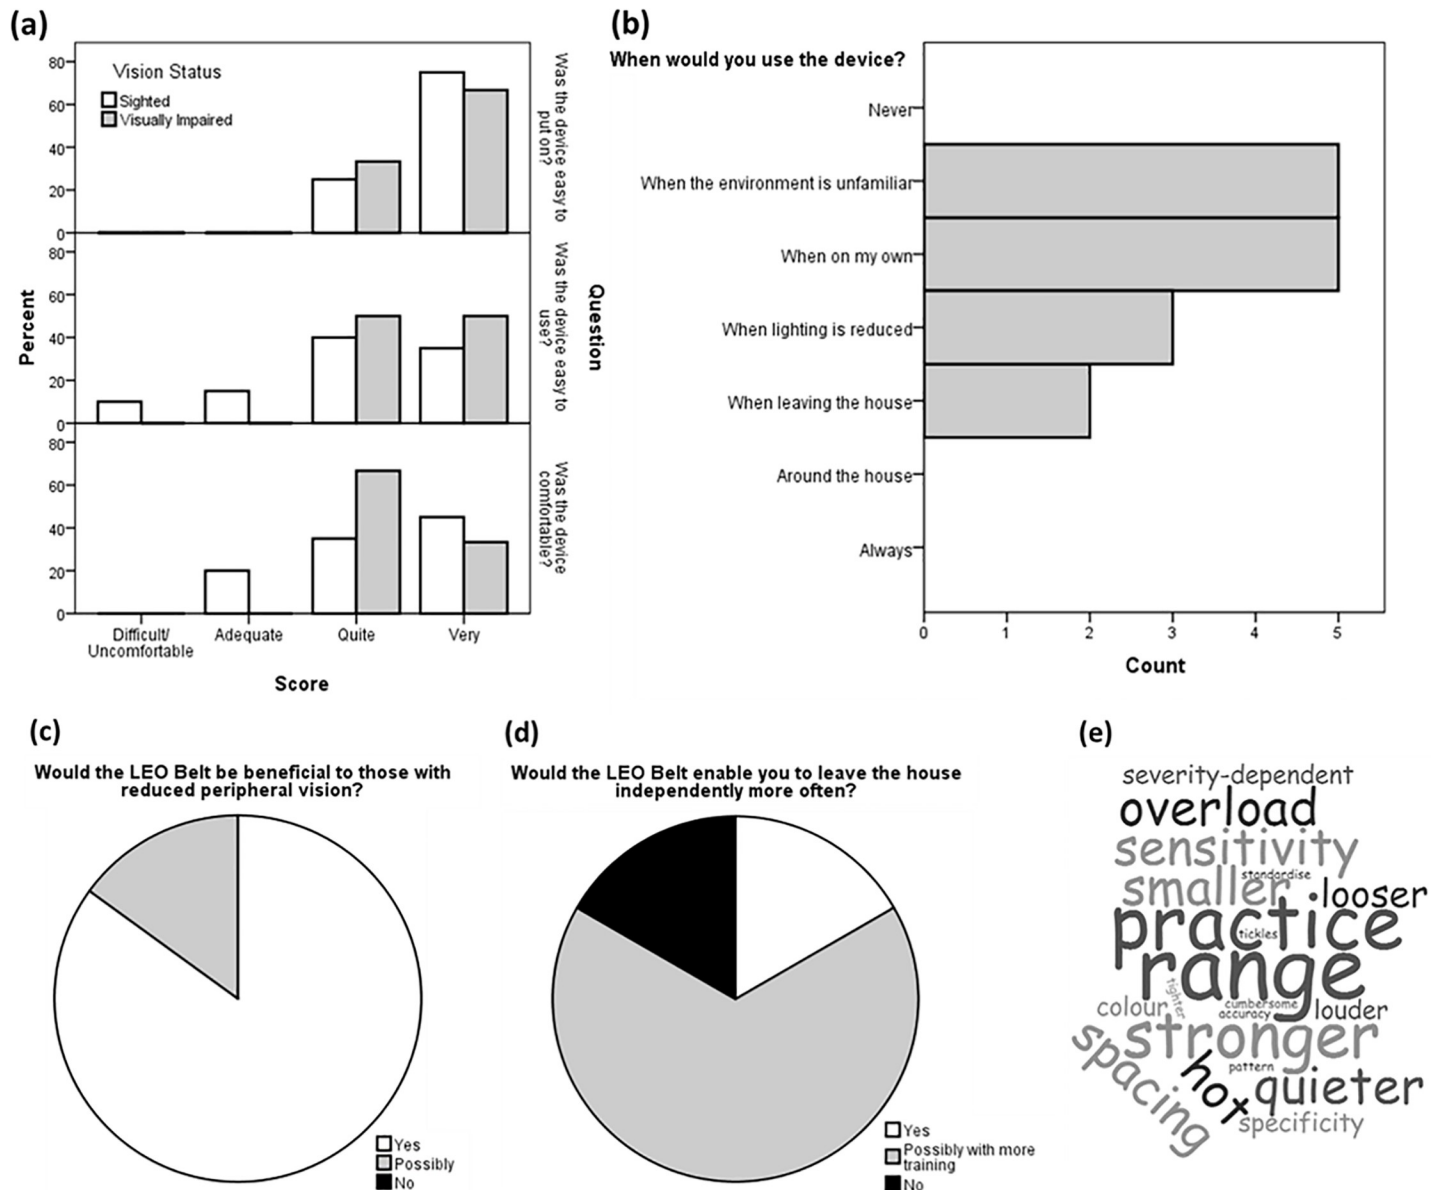 (a)
Vision Status
Sighted
Visually Impaired
80
60
40
20
0
80
60
40
20
0
80
60
40
20
0
Percent
Was the device easy to
put on?
Was the device easy to
use?
Was the device
comfortable?
Question
Difficult/
Uncomfortable
Adequate
Quite
Very
Score
(b)
When would you use the device?
Never
When the environment is unfamiliar
When on my own
When lighting is reduced
When leaving the house
Around the house
Always
0
1
2
3
4
5
Count
(c)
Would the LEO Belt be beneficial to those with
reduced peripheral vision?
Yes
Possibly
No
(d)
Would the LEO Belt enable you to leave the house
independently more often?
Yes
Possibly with more
training
No
(e)
severity-dependent
overload
sensitivity
standardise
smaller
looser
practice
tickles
range
tighter
colour
cumbersome
accuracy
louder
stronger
spacing
hot
pattern
quieter
specificity